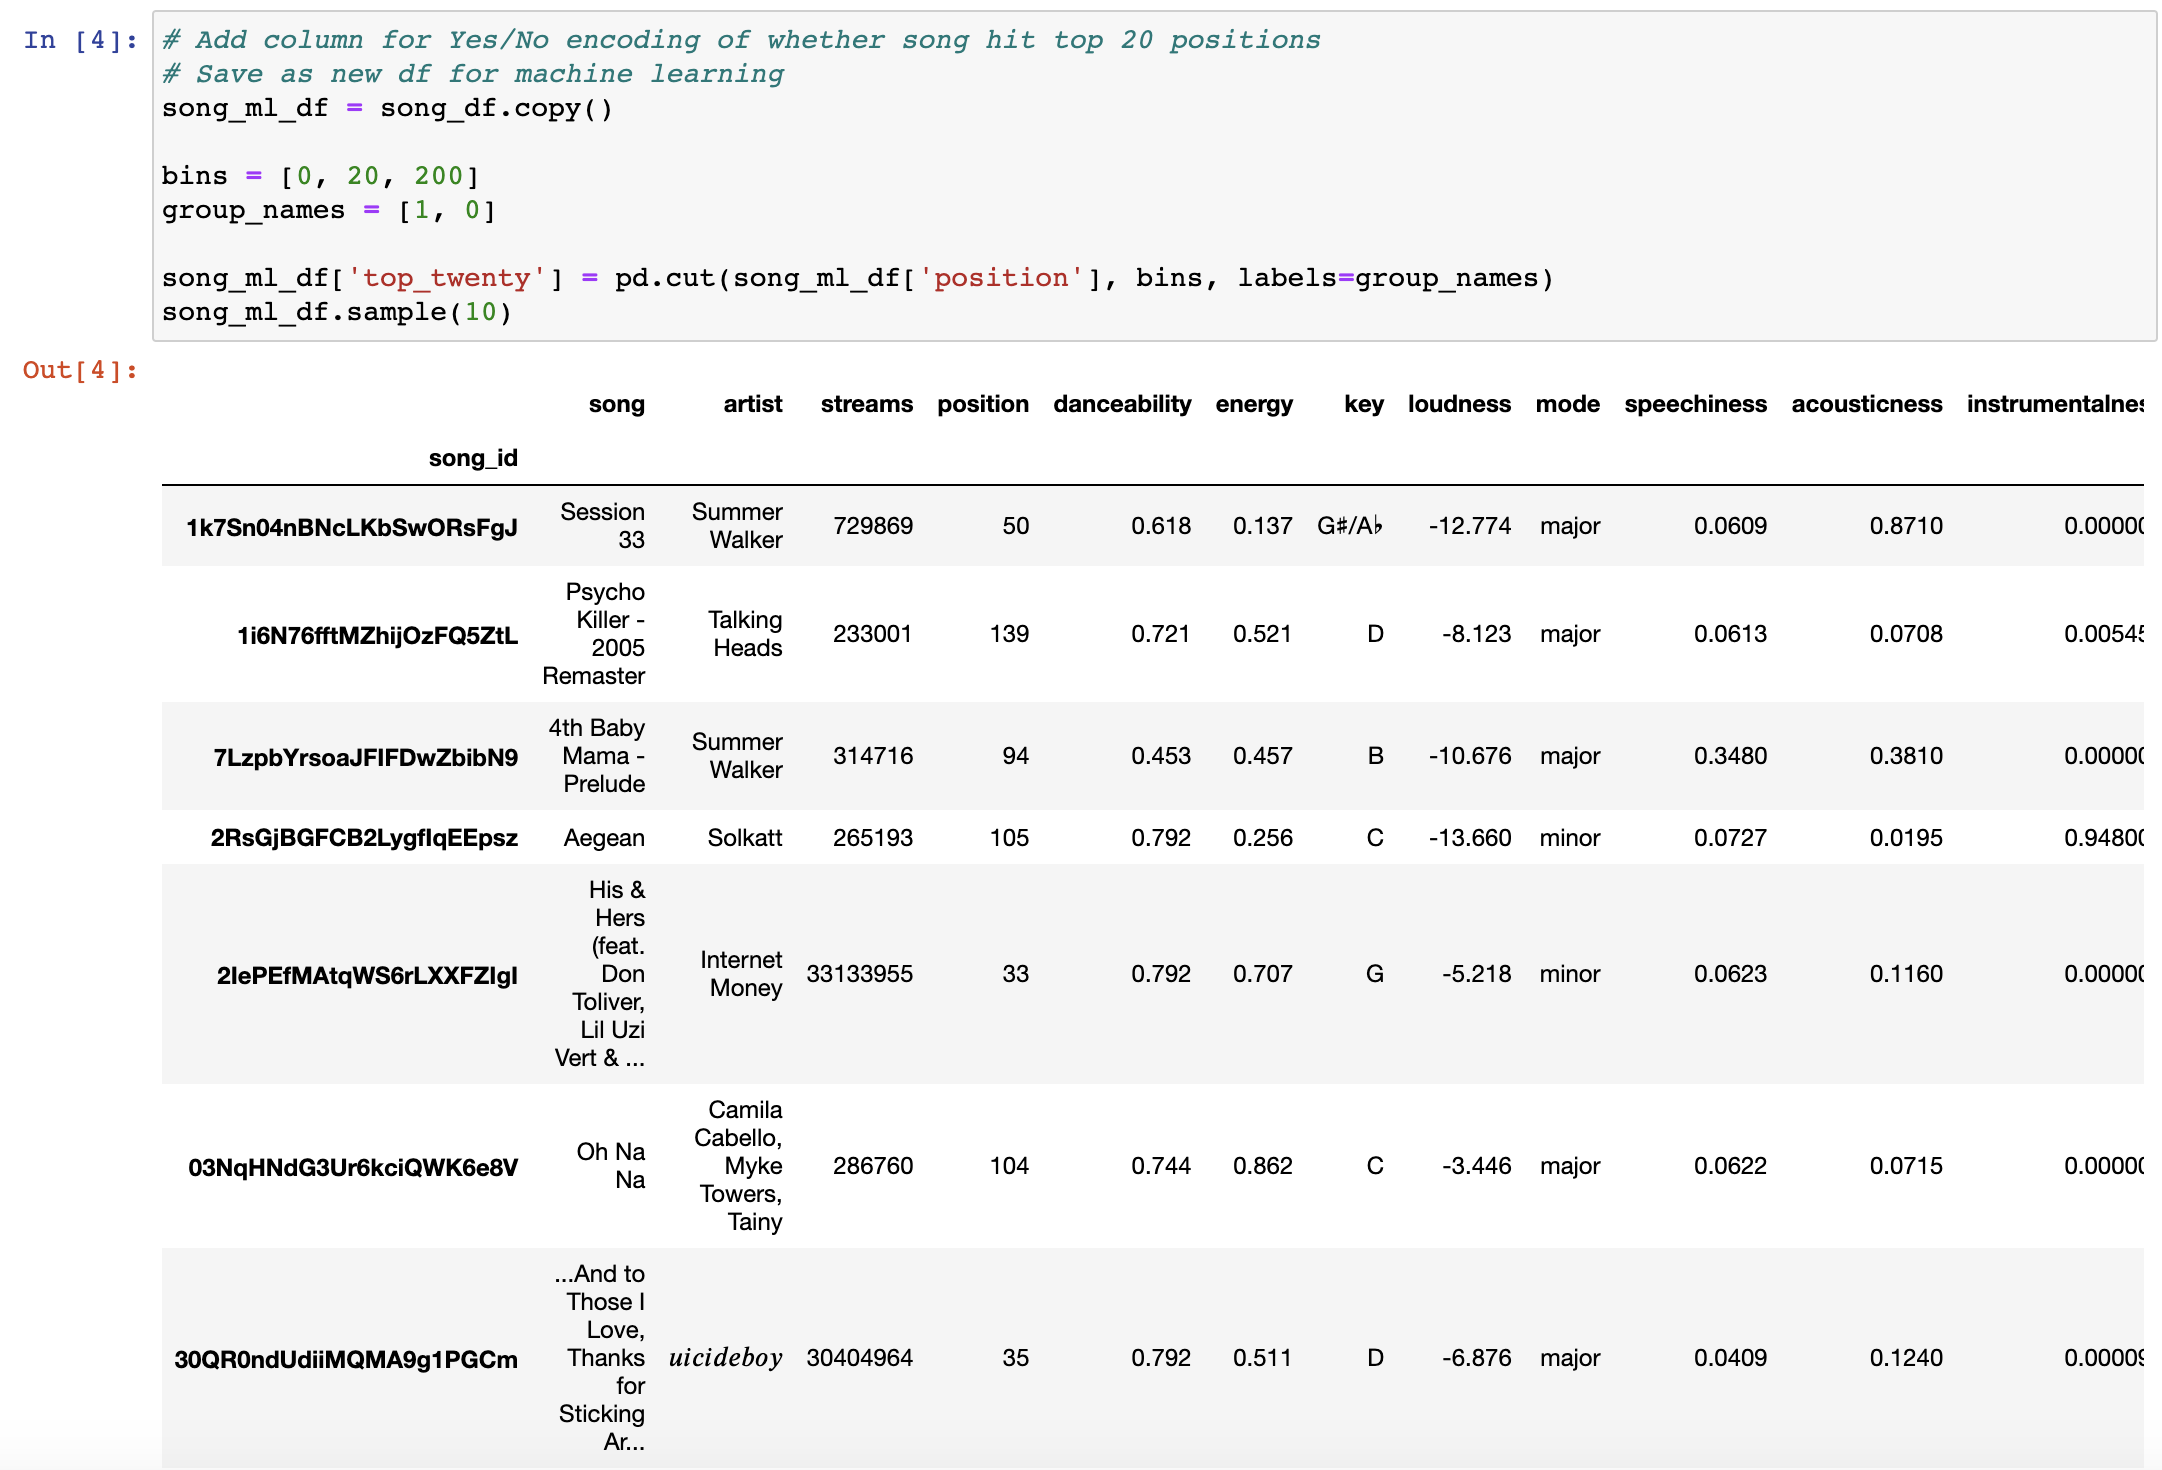 In [4]: # Add column for Yes/No encoding of whether song hit top 20 positions
# Save as new df for machine learning
song_ml_df = song_df.copy()
bins = [0, 20, 200]
group_names = [1, 0]
song_ml_df['top_twenty'] = pd.cut(song_ml_df['position'], bins, labels=group_names)
song_ml_df.sample(10)
Out[4]:
song artist streams position danceability energy key loudness mode speechiness acousticness instrumentalnes
song_id
1k7Sn04nBNcLKbSwORsFgJ Session 33 Summer Walker 729869 50 0.618 0.137 G♯/A♭ -12.774 major 0.0609 0.8710 0.0000
1i6N76fftMZhijOzFQ5ZtL Psycho Killer - 2005 Remaster Talking Heads 233001 139 0.721 0.521 D -8.123 major 0.0613 0.0708 0.00545
7LzpbYrsoaJFIFDwZbibN9 4th Baby Mama - Prelude Summer Walker 314716 94 0.453 0.457 B -10.676 major 0.3480 0.3810 0.0000
2RsGjBGFCB2LygflqEEpsz Aegean Solkatt 265193 105 0.792 0.256 C -13.660 minor 0.0727 0.0195 0.9480
2IePEfMAtqWS6rLXXFZIgI His & Hers (feat. Don Toliver, Lil Uzi Vert & ... Internet Money 33133955 33 0.792 0.707 G -5.218 minor 0.0623 0.1160 0.0000
03NqHNdG3Ur6kciQWK6e8V Oh Na Na Camila Cabello, Myke Towers, Tainy 286760 104 0.744 0.862 C -3.446 major 0.0622 0.0715 0.0000
30QR0ndUdiiMQMA9g1PGCm ...And to Those I Love, Thanks for Sticking Ar... uicideboy 30404964 35 0.792 0.511 D -6.876 major 0.0409 0.1240 0.00009